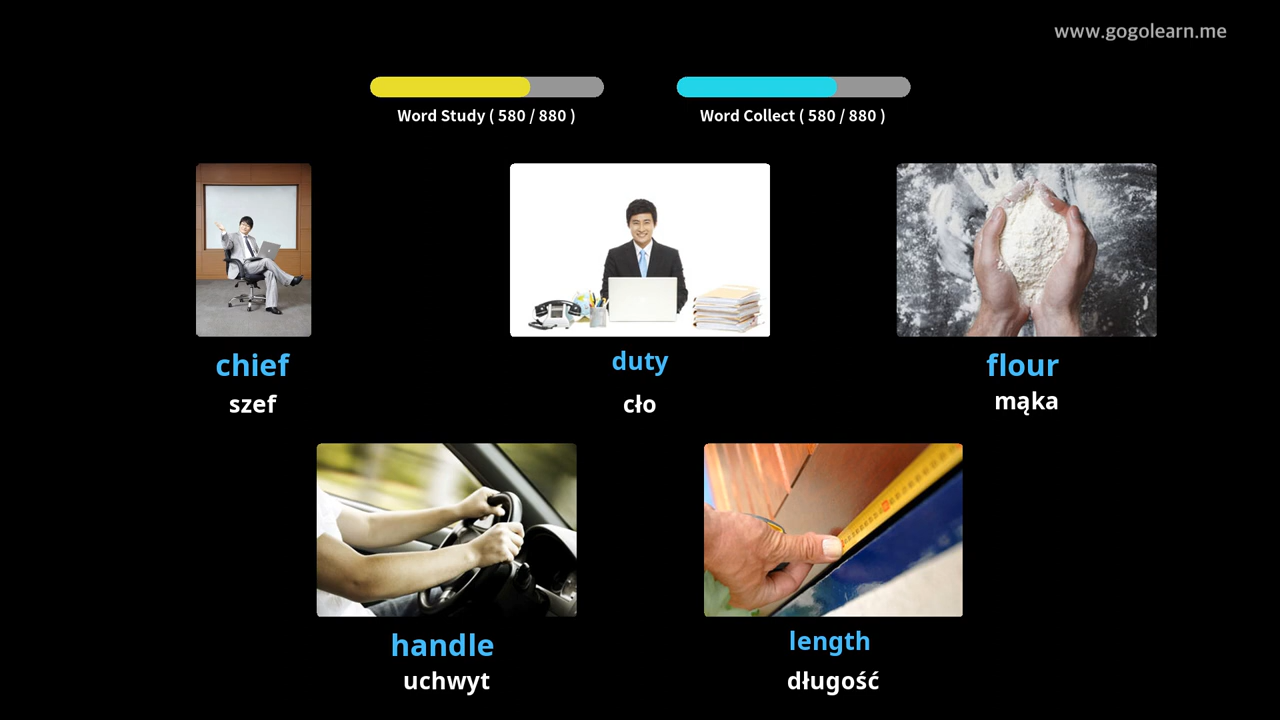 www.gogolearn.me
Word Study ( 580 / 880 )
Word Collect ( 580 / 880 )
chief
szef
duty
cło
flour
mąka
handle
uchwyt
length
długość